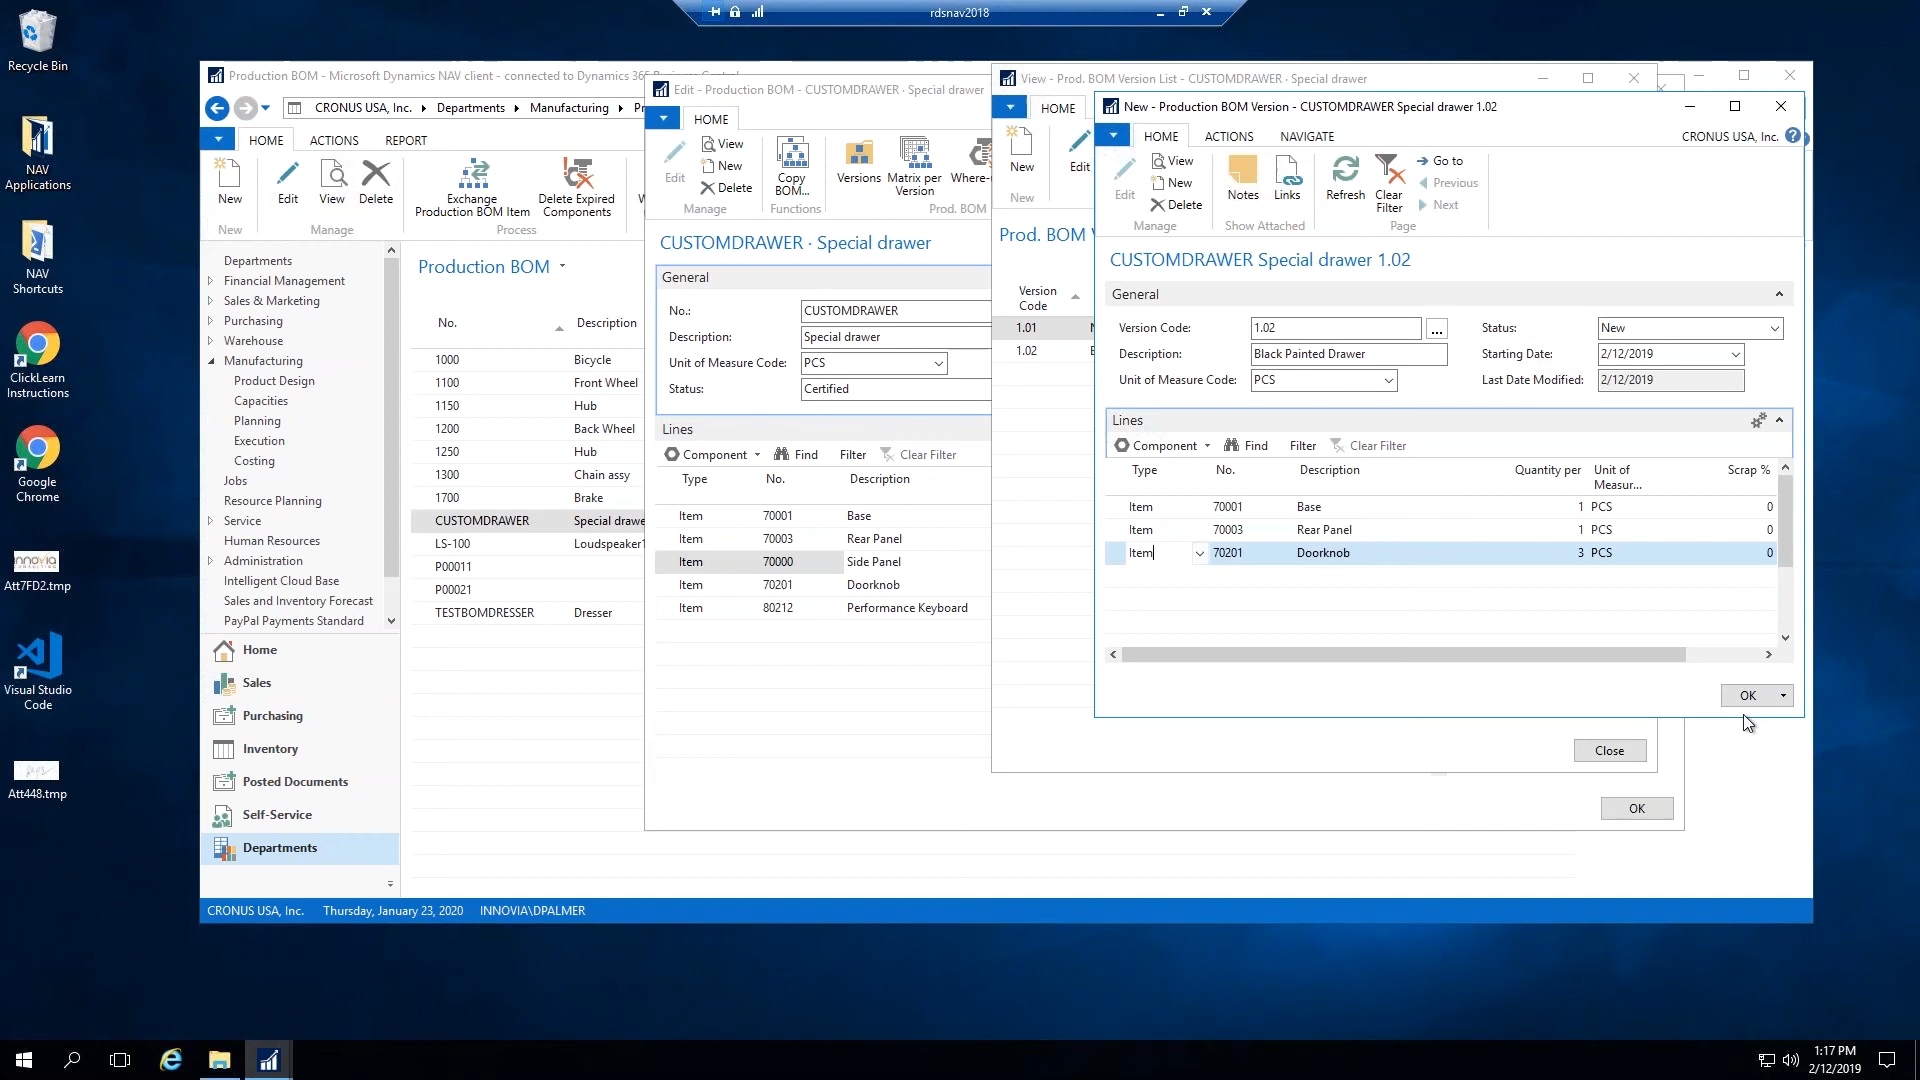 rdsnav2018
Recycle Bin
NAV
Applications
NAV
Shortcuts
ClickLearn
Instructions
Google
Chrome
innovia
Att7FD2.tmp
Visual Studio
Code
Att448.tmp
Production BOM - Microsoft Dynamics NAV client - connected to Dynamics 36
CRONUS USA, Inc. Departments Manufacturing Pr
HOME ACTIONS REPORT
New
Edit View Delete
Exchange
Production BOM Item
Delete Expired
Components
New Manage Process
Departments
Financial Management
Sales & Marketing
Purchasing
Warehouse
Manufacturing
Product Design
Capacities
Planning
Execution
Costing
Jobs
Resource Planning
Service
Human Resources
Administration
Intelligent Cloud Base
Sales and Inventory Forecast
PayPal Payments Standard
Home
Sales
Purchasing
Inventory
Posted Documents
Self-Service
Departments
Production BOM
No. Description
1000 Bicycle
1100 Front Wheel
1150 Hub
1200 Back Wheel
1250 Hub
1300 Chain assy
1700 Brake
CUSTOMDRAWER Special drawe
LS-100 Loudspeaker
P00011
P00021
TESTBOMDRESSER Dresser
CRONUS USA, Inc. Thursday, January 23, 2020 INNOVIA\DPALMER
Edit - Production BOM - CUSTOMDRAWER · Special drawer
HOME
Edit
View
New
Delete
Copy
BOM...
Versions
Matrix per
Version
Where-
Manage Functions Prod. BOM
CUSTOMDRAWER · Special drawer
General
No.: CUSTOMDRAWER
Description: Special drawer
Unit of Measure Code: PCS
Status: Certified
Lines
Component Find Filter Clear Filter
Type No. Description
Item 70001 Base
Item 70003 Rear Panel
Item 70000 Side Panel
Item 70201 Doorknob
Item 80212 Performance Keyboard
OK
View - Prod. BOM Version List - CUSTOMDRAWER · Special drawer
HOME
New
Edit
New
Prod. BOM
Version
Code
1.01
1.02
Close
New - Production BOM Version - CUSTOMDRAWER Special drawer 1.02
HOME ACTIONS NAVIGATE CRONUS USA, Inc.
Edit
View
New
Delete
Notes Links
Refresh
Clear
Filter
Go to
Previous
Next
Manage Show Attached Page
CUSTOMDRAWER Special drawer 1.02
General
Version Code: 1.02 ... Status: New
Description: Black Painted Drawer Starting Date: 2/12/2019
Unit of Measure Code: PCS Last Date Modified: 2/12/2019
Lines
Component Find Filter Clear Filter
Type No. Description Quantity per Unit of
Measur... Scrap %
Item 70001 Base 1 PCS 0
Item 70003 Rear Panel 1 PCS 0
Item 70201 Doorknob 3 PCS 0
OK
1:17 PM
2/12/2019